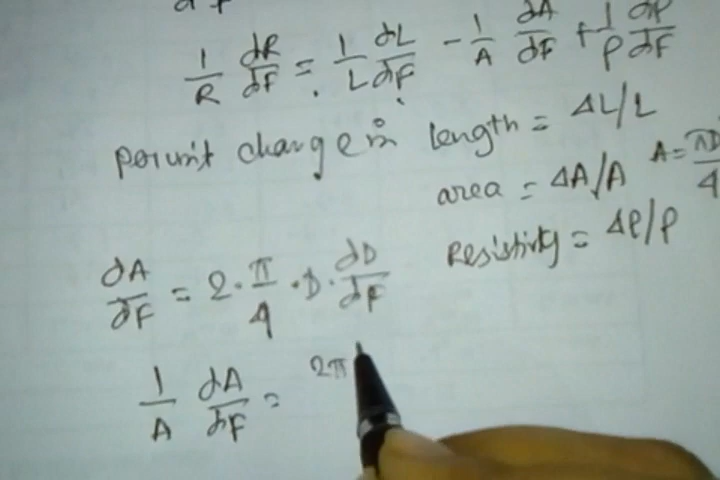 1/R ∂R/∂F = 1/L ∂L/∂F - 1/A ∂A/∂F + 1/ρ ∂ρ/∂F
Per unit change in length = ΔL/L
area = ΔA/A A = πD/4
Resistivity = Δρ/ρ
∂A/∂F = 2·π/4·D·∂D/∂F
1/A ∂A/∂F = 2π